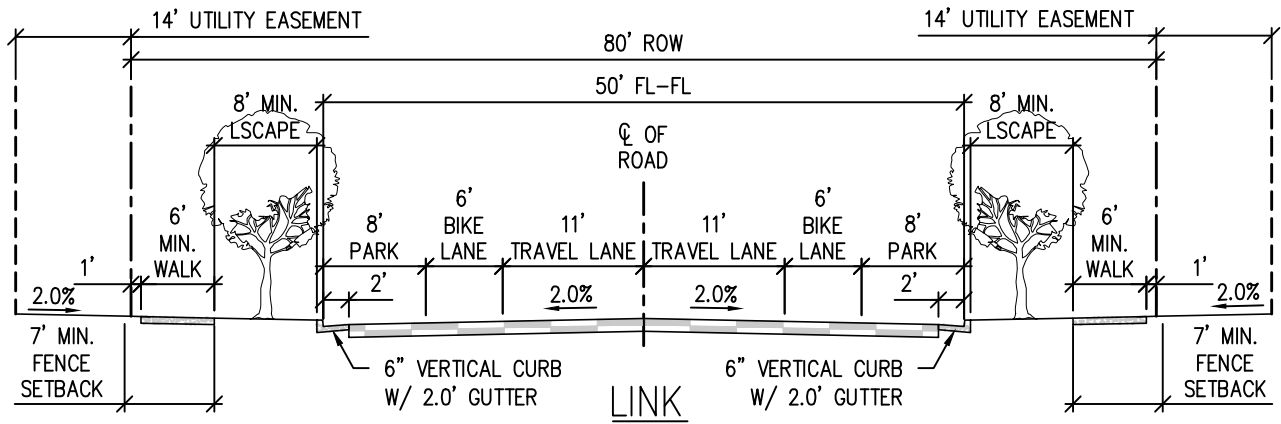 14' UTILITY EASEMENT
14' UTILITY EASEMENT
80' ROW
50' FL-FL
8' MIN.
LSCAPE
8' MIN.
LSCAPE
℄ OF
ROAD
6'
MIN.
WALK
8'
PARK
6'
BIKE
LANE
11'
TRAVEL LANE
11'
TRAVEL LANE
6'
BIKE
LANE
8'
PARK
6'
MIN.
WALK
1'
2'
2'
1'
2.0%
2.0%
2.0%
2.0%
7' MIN.
FENCE
SETBACK
6" VERTICAL CURB
W/ 2.0' GUTTER
6" VERTICAL CURB
W/ 2.0' GUTTER
7' MIN.
FENCE
SETBACK
LINK